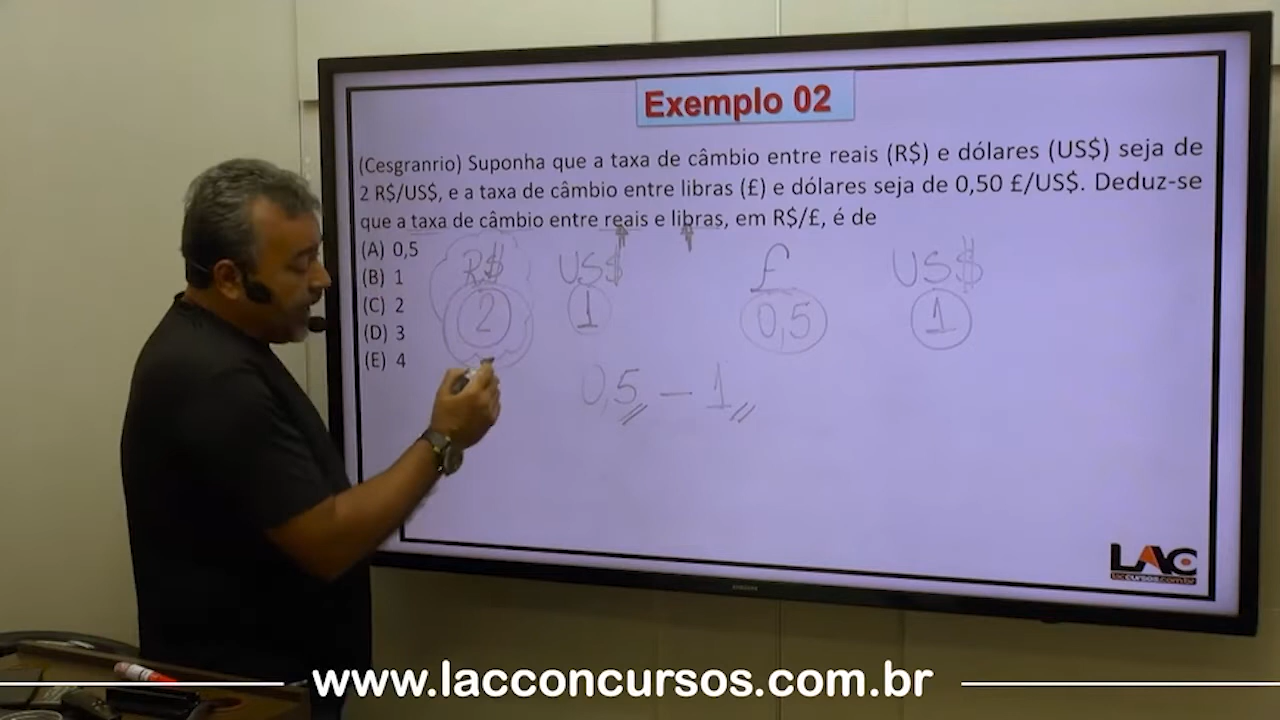 Exemplo 02
(Cesgranrio) Suponha que a taxa de câmbio entre reais (R$) e dólares (US$) seja de
2 R$/US$, e a taxa de câmbio entre libras (£) e dólares seja de 0,50 £/US$. Deduz-se
que a taxa de câmbio entre reais e libras, em R$/£, é de
(A) 0,5
(B) 1
(C) 2
(D) 3
(E) 4
R$ US$ £ US$
2 1 0,5 1
0,5 — 1
LAC
laccursos.com.br
www.lacconcursos.com.br